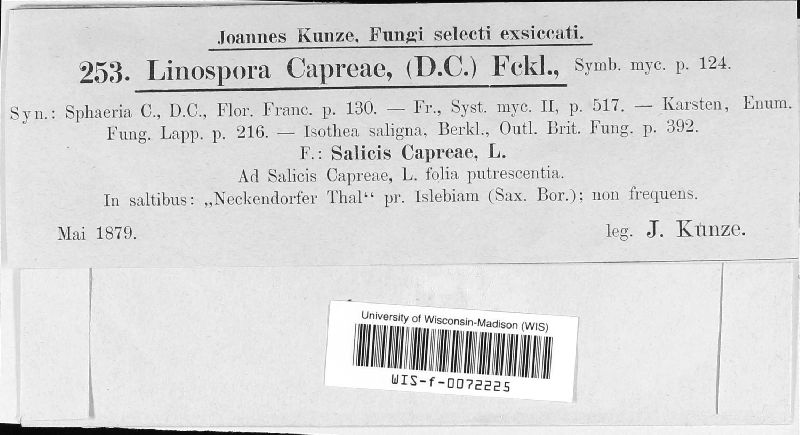 Joannes Kunze, Fungi selecti exsiccati.
253. Linospora Capreae, (D.C.) Fckl., Symb. myc. p. 124.
Syn.: Sphaeria C., D.C., Flor. Franc. p. 130. — Fr., Syst. myc. II, p. 517. — Karsten, Enum.
Fung. Lapp. p. 216. — Isothea saligna, Berkl., Outl. Brit. Fung. p. 392.
F.: Salicis Capreae, L.
Ad Salicis Capreae, L. folia putrescentia.
In saltibus: „Neckendorfer Thal“ pr. Islebiam (Sax. Bor.); non frequens.
Mai 1879. leg. J. Kunze.
University of Wisconsin-Madison (WIS)
WIS-f-0072225